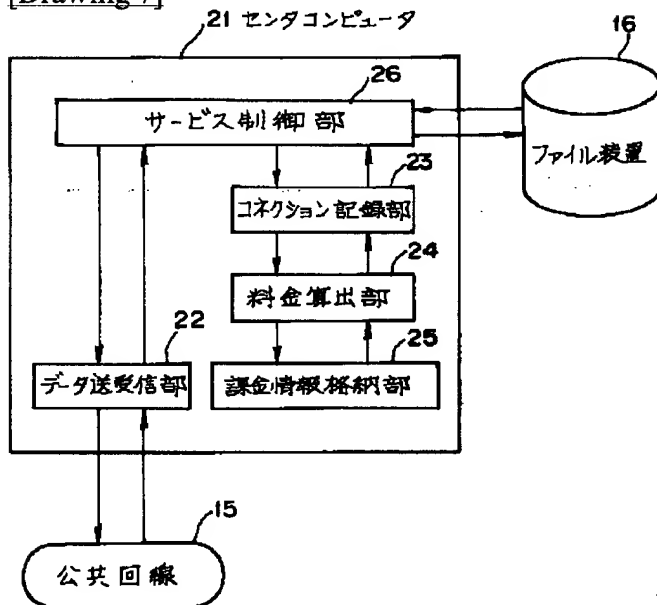 [Drawing 7]
21 センタコンピュータ
16
26
サービス制御部
ファイル装置
23
コネクション記録部
24
料金算出部
22
25
データ送受信部
課金情報格納部
15
公共回線